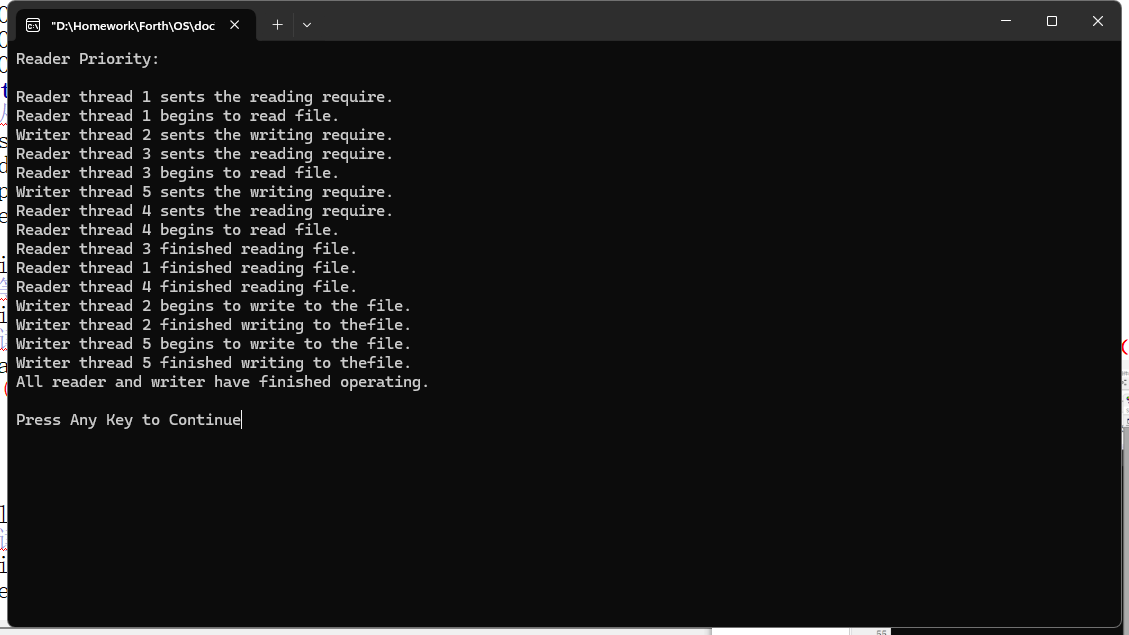 "D:\Homework\Forth\OS\doc
Reader Priority:
Reader thread 1 sents the reading require.
Reader thread 1 begins to read file.
Writer thread 2 sents the writing require.
Reader thread 3 sents the reading require.
Reader thread 3 begins to read file.
Writer thread 5 sents the writing require.
Reader thread 4 sents the reading require.
Reader thread 4 begins to read file.
Reader thread 3 finished reading file.
Reader thread 1 finished reading file.
Reader thread 4 finished reading file.
Writer thread 2 begins to write to the file.
Writer thread 2 finished writing to thefile.
Writer thread 5 begins to write to the file.
Writer thread 5 finished writing to thefile.
All reader and writer have finished operating.
Press Any Key to Continue
55